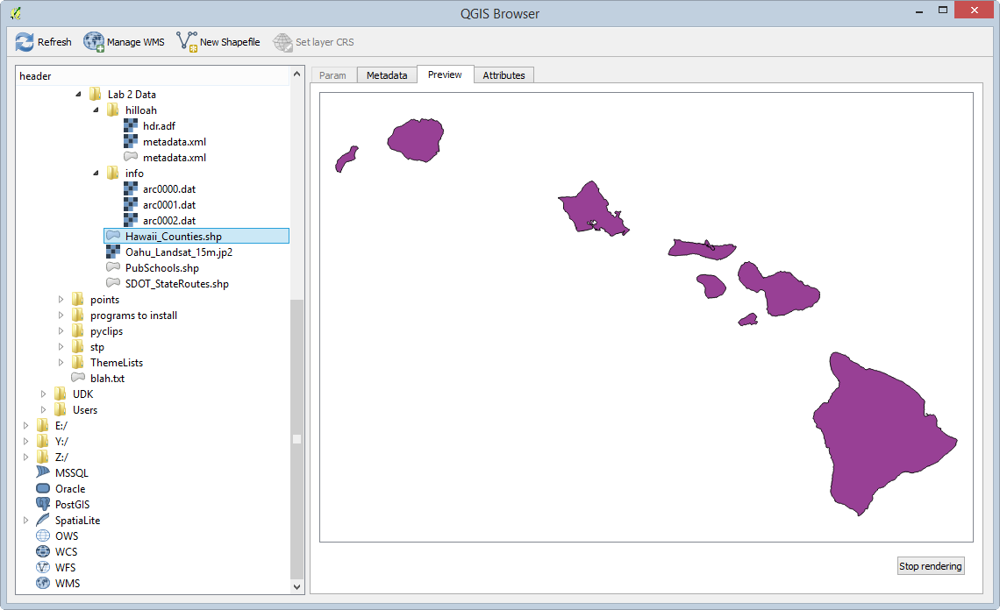 QGIS Browser
Refresh Manage WMS New Shapefile Set layer CRS
header
Param Metadata Preview Attributes
Lab 2 Data
hilloah
hdr.adf
metadata.xml
metadata.xml
info
arc0000.dat
arc0001.dat
arc0002.dat
Hawaii_Counties.shp
Oahu_Landsat_15m.jp2
PubSchools.shp
SDOT_StateRoutes.shp
points
programs to install
pyclips
stp
ThemeLists
blah.txt
UDK
Users
E:/
Y:/
Z:/
MSSQL
Oracle
PostGIS
SpatiaLite
OWS
WCS
WFS
WMS
Stop rendering